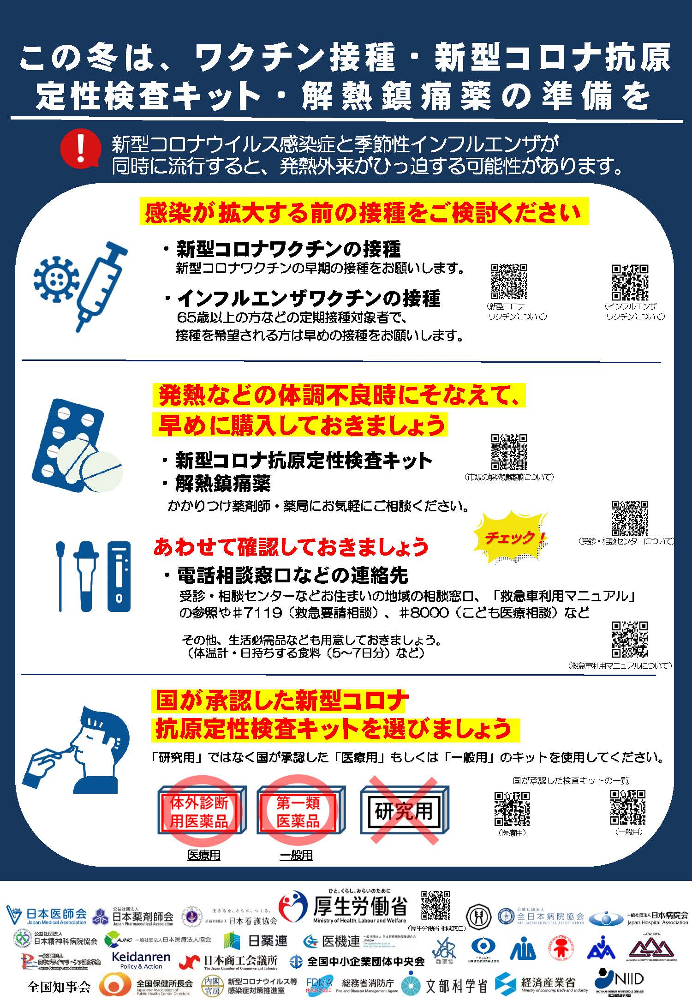 この冬は、ワクチン接種・新型コロナ抗原
定性検査キット・解熱鎮痛薬の準備を
!
新型コロナウイルス感染症と季節性インフルエンザが
同時に流行すると、発熱外来がひっ迫する可能性があります。
感染が拡大する前の接種をご検討ください
・新型コロナワクチンの接種
新型コロナワクチンの早期の接種をお願いします。
・インフルエンザワクチンの接種
65歳以上の方などの定期接種対象者で、
接種を希望される方は早めの接種をお願いします。
(新型コロナ
ワクチンについて)
(インフルエンザ
ワクチンについて)
発熱などの体調不良時にそなえて、
早めに購入しておきましょう
・新型コロナ抗原定性検査キット
・解熱鎮痛薬
かかりつけ薬剤師・薬局にお気軽にご相談ください。
(市販の解熱鎮痛薬について)
チェック!
(受診・相談センターについて)
あわせて確認しておきましょう
・電話相談窓口などの連絡先
受診・相談センターなどお住まいの地域の相談窓口、「救急車利用マニュアル」
の参照や♯7119(救急要請相談)、♯8000(こども医療相談)など
その他、生活必需品なども用意しておきましょう。
(体温計・日持ちする食料(5～7日分)など)
(救急車利用マニュアルについて)
国が承認した新型コロナ
抗原定性検査キットを選びましょう
「研究用」ではなく国が承認した「医療用」もしくは「一般用」のキットを使用してください。
体外診断
用医薬品
医療用
第一類
医薬品
一般用
研究用
国が承認した検査キットの一覧
(医療用)
(一般用)
JMA
日本医師会
Japan Medical Association
公益社団法人
日本薬剤師会
Japan Pharmaceutical Association
生きるを、ともに、つくる。
公益社団法人 日本看護協会
ひと、くらし、みらいのために
厚生労働省
Ministry of Health, Labour and Welfare
(厚生労働省 相談窓口)
公益社団法人
全日本病院協会
ALL JAPAN HOSPITAL ASSOCIATION
一般社団法人 日本病院会
Japan Hospital Association
公益社団法人
日本精神科病院協会
AJHC 一般社団法人 日本医療法人協会
日薬連
医機連
一般社団法人 日本医療機器産業連合会
JFMDA
The Japan Federation of
Medical Devices Associations
臨薬協
JAPAN PEDIATRIC SOCIETY
JAPANESE SOCIETY FOR EMERGENCY MEDICINE
一般社団法人
日本プライマリ・ケア連合学会
Japan Primary Care Association
Keidanren
Policy & Action
日本商工会議所
The Japan Chamber of Commerce and Industry
全国中小企業団体中央会
全国知事会
全国保健所長会
Japanese Association of
Public Health Center Directors
内閣
官房
新型コロナウイルス等
感染症対策推進室
FDMA
住民とともに
総務省消防庁
Fire and Disaster Management Agenc
文部科学省
経済産業省
Ministry of Economy, Trade and Industry
NIID
NATIONAL INSTITUTE OF INFECTIOUS DISEASES
国立感染症研究所